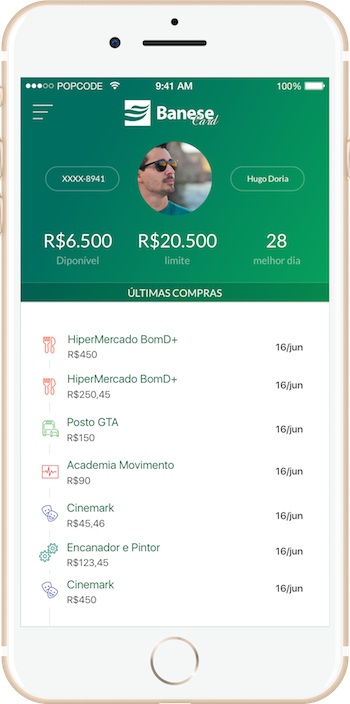 POPCODE 9:41 AM 100%
Banese
Card
XXXX-8941 Hugo Doria
R$6.500 R$20.500 28
Diponível limite melhor dia
ÚLTIMAS COMPRAS
HiperMercado BomD+ 16/jun
R$450
HiperMercado BomD+ 16/jun
R$250,45
Posto GTA 16/jun
R$150
Academia Movimento 16/jun
R$90
Cinemark 16/jun
R$45,46
Encanador e Pintor 16/jun
R$123,45
Cinemark 16/jun
R$450